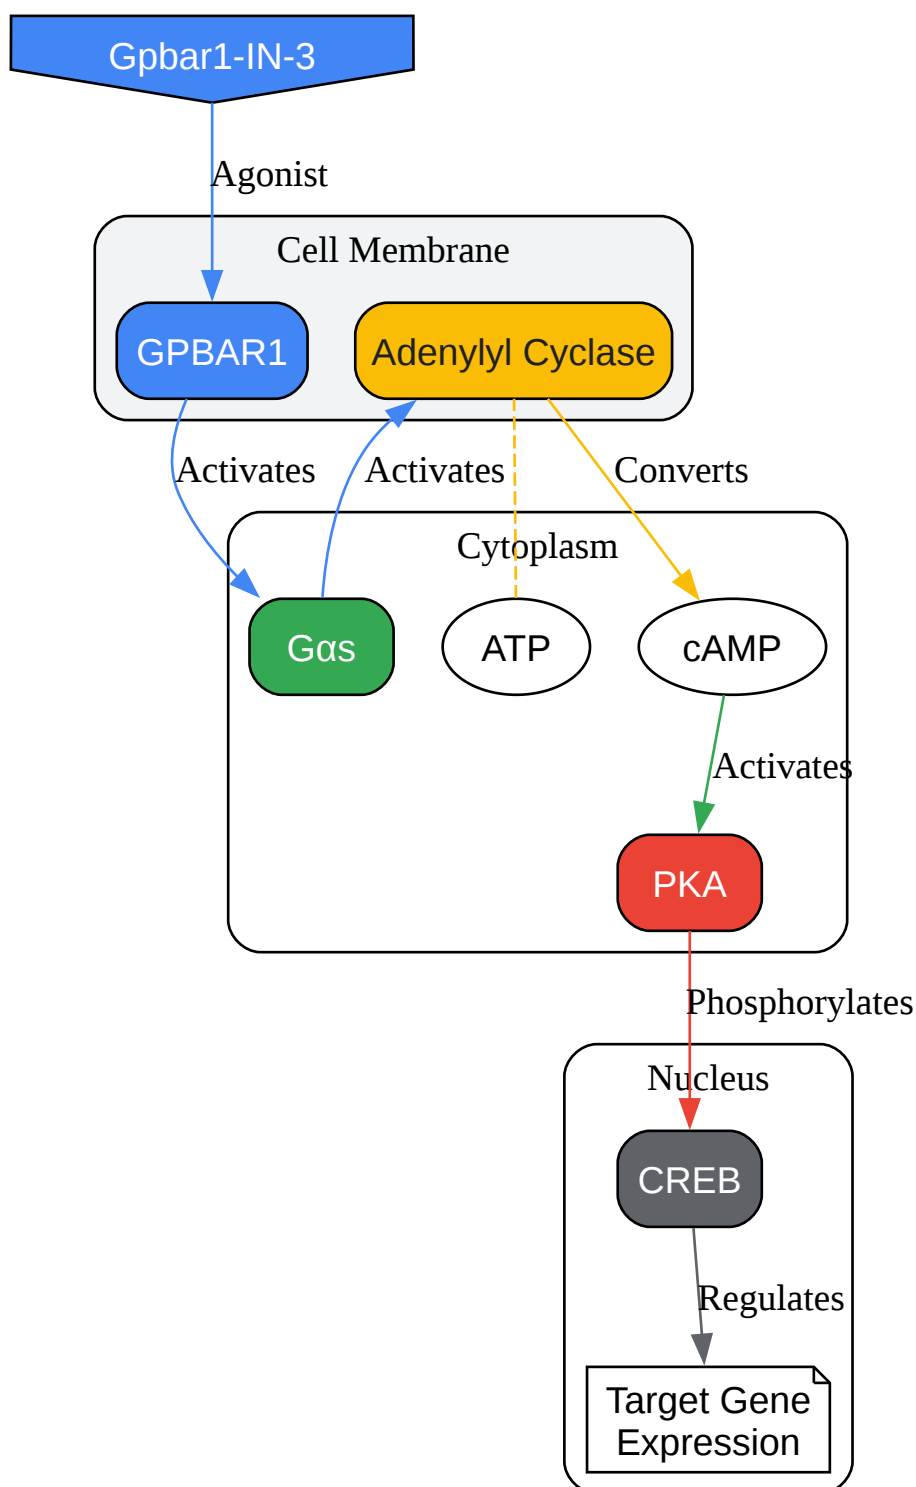 Gpbar1-IN-3
Agonist
Cell Membrane
GPBAR1
Adenylyl Cyclase
Activates
Activates
Converts
Cytoplasm
Gαs
ATP
cAMP
Activates
PKA
Phosphorylates
Nucleus
CREB
Regulates
Target Gene
Expression